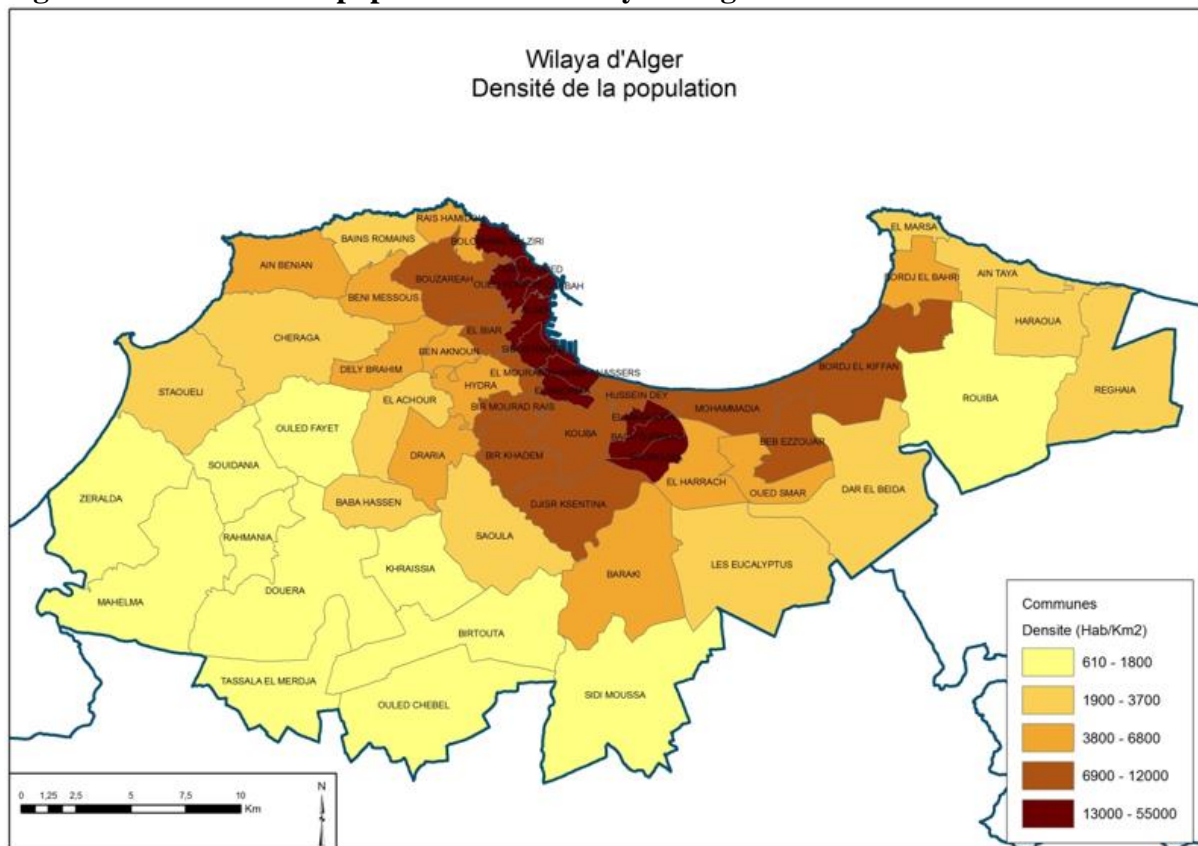 Wilaya d'Alger
Densité de la population
EL MARSA
RAIS HAMIDOU
BAINS ROMAINS
AIN TAYA
AIN BENIAN
BOUZAREAH
BORDJ EL BAHRI
BENI MESSOUS
HARAOUA
EL BIAR
CHERAGA
BEN AKNOUN
BORDJ EL KIFFAN
REGHAIA
DELY BRAHIM
HYDRA
STAOUELI
HUSSEIN DEY
ROUIBA
EL ACHOUR
BIR MOURAD RAIS
MOHAMMADIA
OULED FAYET
KOUBA
BEB EZZOUAR
DRARIA
BIR KHADEM
SOUIDANIA
EL HARRACH
DAR EL BEIDA
ZERALDA
OUED SMAR
BABA HASSEN
DJISR KSENTINA
SAOULA
RAHMANIA
LES EUCALYPTUS
KHRAISSIA
BARAKI
DOUERA
MAHELMA
BIRTOUTA
TASSALA EL MERDJA
SIDI MOUSSA
OULED CHEBEL
Communes
Densite (Hab/Km2)
610 - 1800
1900 - 3700
3800 - 6800
6900 - 12000
13000 - 55000
N
0 1,25 2,5 5 7,5 10
Km